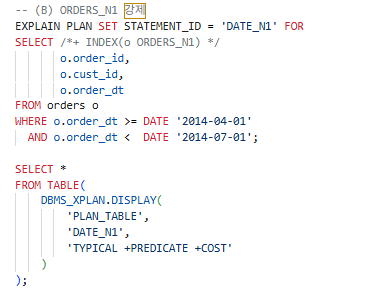 -- (B) ORDERS_N1 강제
EXPLAIN PLAN SET STATEMENT_ID = 'DATE_N1' FOR
SELECT /*+ INDEX(o ORDERS_N1) */
       o.order_id,
       o.cust_id,
       o.order_dt
FROM orders o
WHERE o.order_dt >= DATE '2014-04-01'
  AND o.order_dt <  DATE '2014-07-01';

SELECT *
FROM TABLE(
    DBMS_XPLAN.DISPLAY(
        'PLAN_TABLE',
        'DATE_N1',
        'TYPICAL +PREDICATE +COST'
    )
);